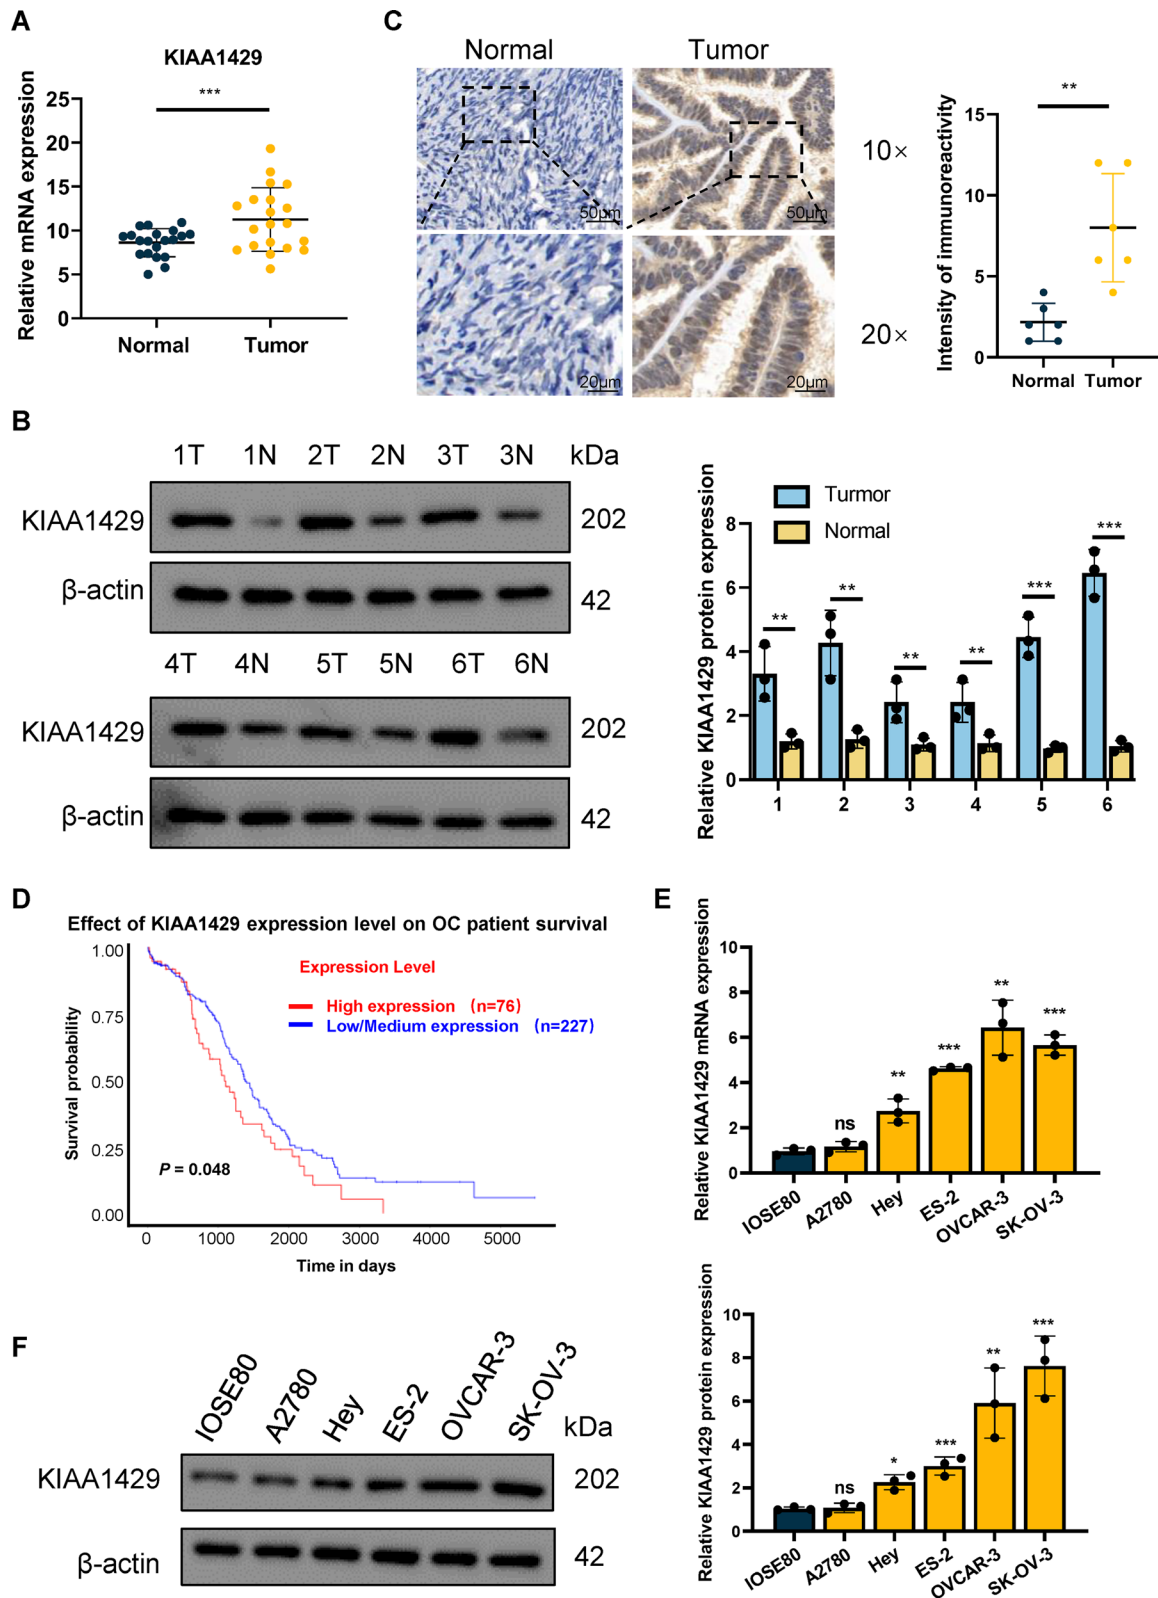 A
KIAA1429
Relative mRNA expression
25
20
15
10
5
0
***
Normal
Tumor
C
Normal
Tumor
50μm
50μm
10×
20μm
20μm
20×
Intensity of immunoreactivity
15
10
5
0
**
Normal
Tumor
B
1T 1N 2T 2N 3T 3N kDa
KIAA1429
202
β-actin
42
4T 4N 5T 5N 6T 6N
KIAA1429
202
β-actin
42
Relative KIAA1429 protein expression
Turmor
Normal
8
6
4
2
0
**
**
**
**
***
***
1 2 3 4 5 6
D
Effect of KIAA1429 expression level on OC patient survival
Survival probability
1.00
0.75
0.50
0.25
0.00
Expression Level
High expression (n=76)
Low/Medium expression (n=227)
P = 0.048
0 1000 2000 3000 4000 5000
Time in days
E
Relative KIAA1429 mRNA expression
10
8
6
4
2
0
ns
**
***
**
***
IOSE80
A2780
Hey
ES-2
OVCAR-3
SK-OV-3
F
IOSE80
A2780
Hey
ES-2
OVCAR-3
SK-OV-3
kDa
KIAA1429
202
β-actin
42
Relative KIAA1429 protein expression
10
8
6
4
2
0
ns
*
***
**
***
IOSE80
A2780
Hey
ES-2
OVCAR-3
SK-OV-3